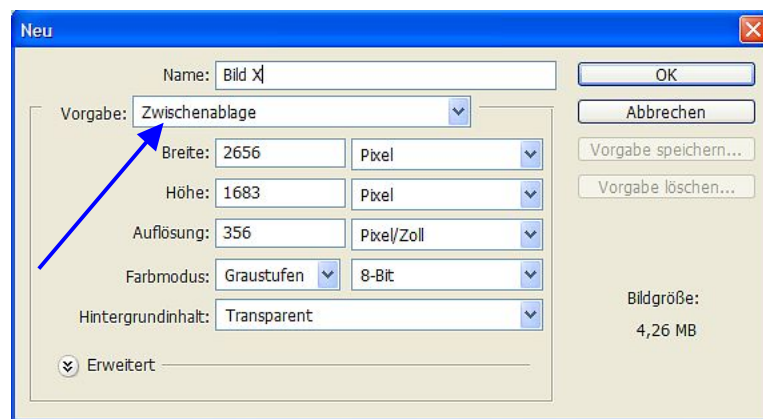 Neu
Name: Bild X
OK
Vorgabe: Zwischenablage
Abbrechen
Breite: 2656 Pixel
Vorgabe speichern...
Höhe: 1683 Pixel
Vorgabe löschen...
Auflösung: 356 Pixel/Zoll
Farbmodus: Graustufen 8-Bit
Bildgröße:
Hintergrundinhalt: Transparent
4,26 MB
Erweitert